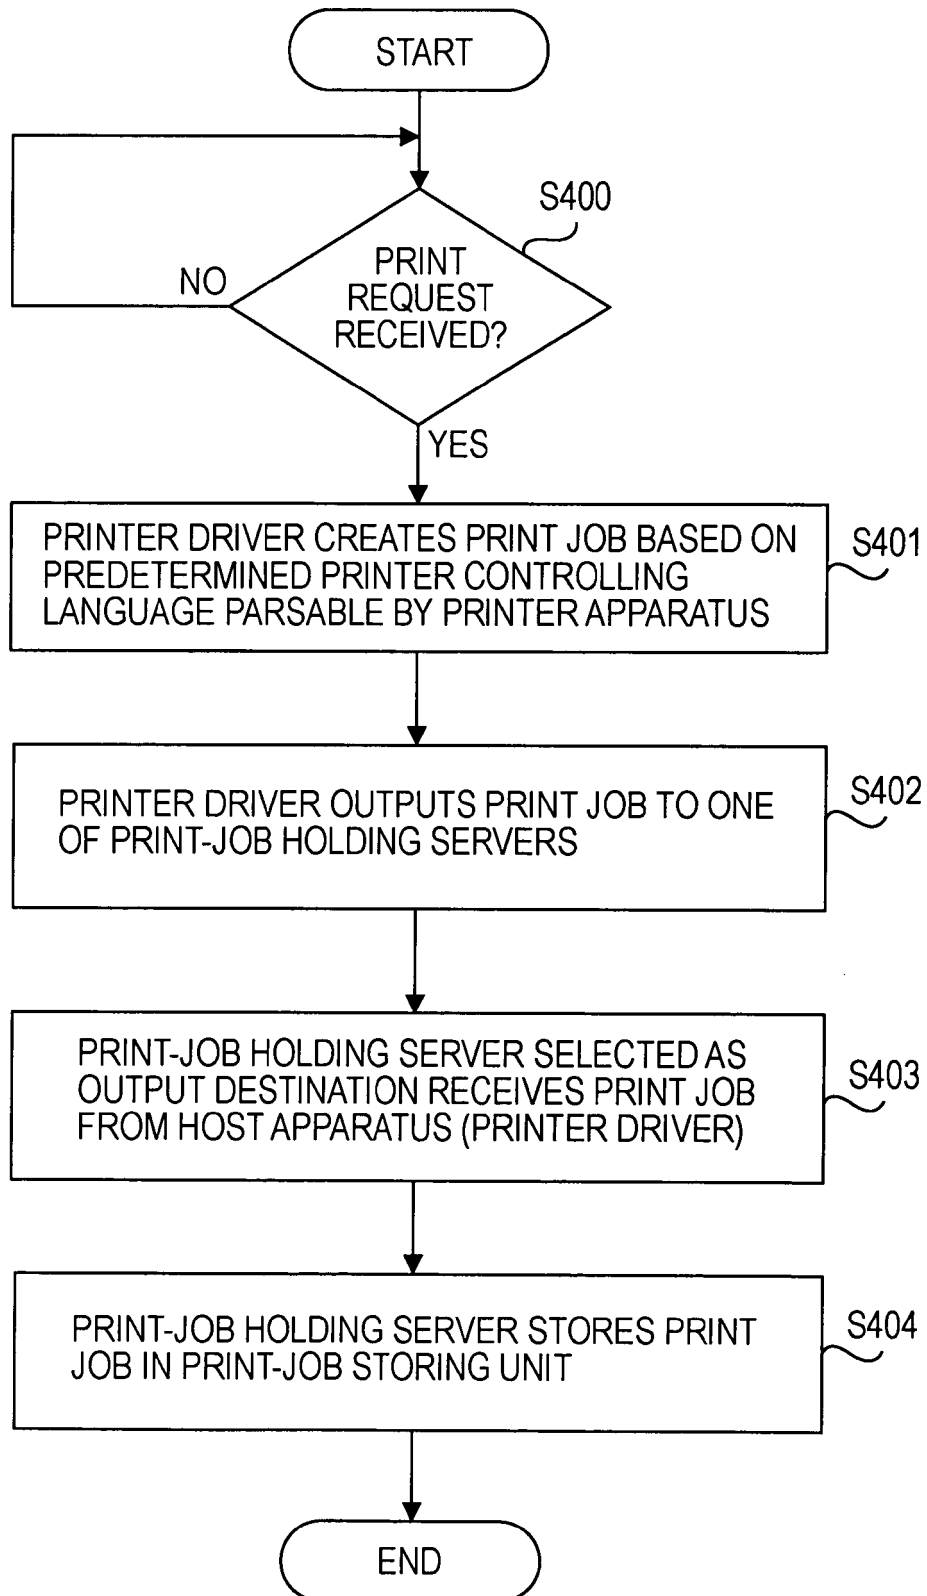 START
S400
PRINT
REQUEST
RECEIVED?
NO
YES
PRINTER DRIVER CREATES PRINT JOB BASED ON
PREDETERMINED PRINTER CONTROLLING
LANGUAGE PARSABLE BY PRINTER APPARATUS
S401
PRINTER DRIVER OUTPUTS PRINT JOB TO ONE
OF PRINT-JOB HOLDING SERVERS
S402
PRINT-JOB HOLDING SERVER SELECTED AS
OUTPUT DESTINATION RECEIVES PRINT JOB
FROM HOST APPARATUS (PRINTER DRIVER)
S403
PRINT-JOB HOLDING SERVER STORES PRINT
JOB IN PRINT-JOB STORING UNIT
S404
END